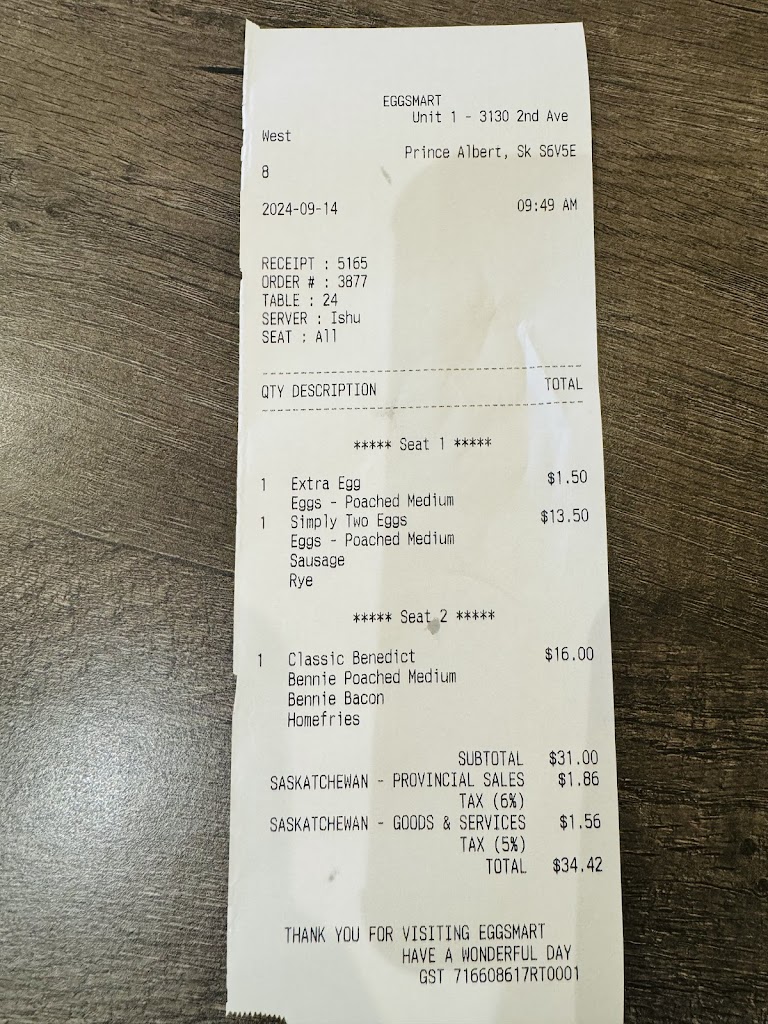 EGGSMART
Unit 1 - 3130 2nd Ave
West
Prince Albert, Sk S6V5E
8
2024-09-14 09:49 AM
RECEIPT : 5165
ORDER # : 3877
TABLE : 24
SERVER : Ishu
SEAT : All
QTY DESCRIPTION TOTAL
***** Seat 1 *****
1 Extra Egg $1.50
Eggs - Poached Medium
1 Simply Two Eggs $13.50
Eggs - Poached Medium
Sausage
Rye
***** Seat 2 *****
1 Classic Benedict $16.00
Bennie Poached Medium
Bennie Bacon
Homefries
SUBTOTAL $31.00
SASKATCHEWAN - PROVINCIAL SALES $1.86
TAX (6%)
SASKATCHEWAN - GOODS & SERVICES $1.56
TAX (5%)
TOTAL $34.42
THANK YOU FOR VISITING EGGSMART
HAVE A WONDERFUL DAY
GST 716608617RT0001